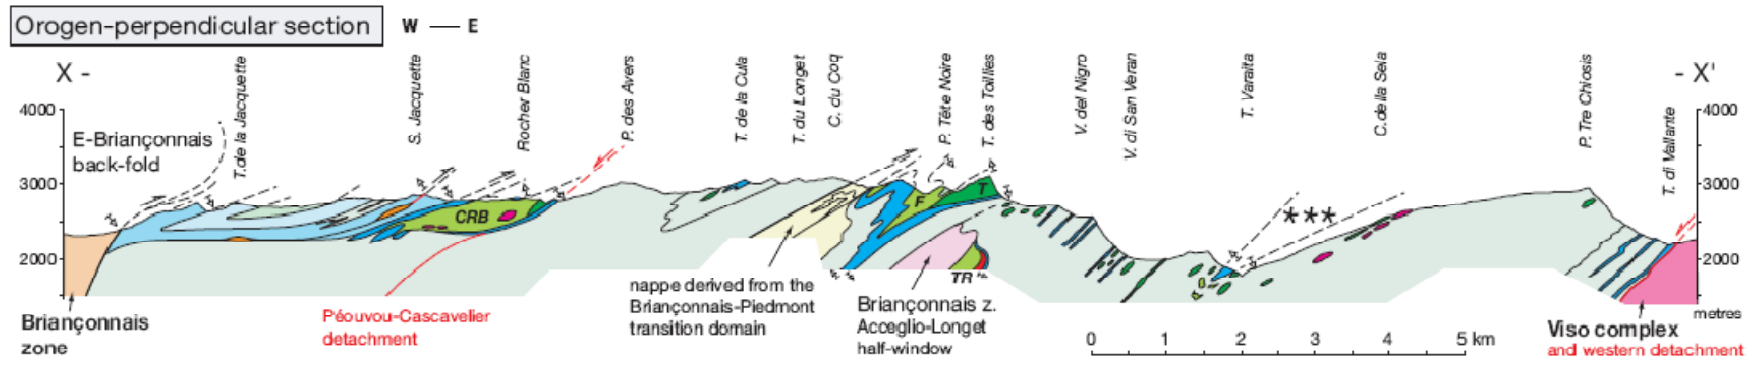 Orogen-perpendicular section
W — E
X -
- X'
T.de la Jacquette
S. Jacquette
Rocher Blanc
P. des Avers
T. de la Cula
T. du Longet
C. du Coq
P. Tête Noire
T. des Toillies
V. del Nigro
V. di San Veran
T. Varaita
C.de la Sela
P. Tre Chiosis
T. di Vallante
4000
3000
2000
4000
3000
2000
metres
E-Briançonnais
back-fold
CRB
F
T
TR
***
Briançonnais
zone
Péouvou-Cascavelier
detachment
nappe derived from the
Briançonnais-Piedmont
transition domain
Briançonnais z.
Acceglio-Longet
half-window
0 1 2 3 4 5 km
Viso complex
and western detachment